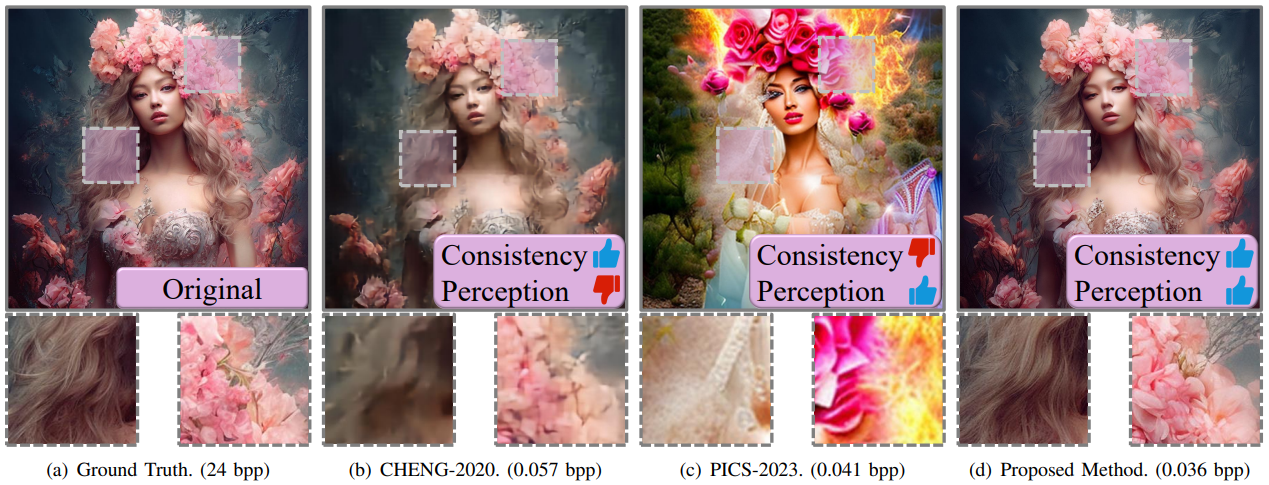 Original
Consistency
Perception
Consistency
Perception
Consistency
Perception
(a) Ground Truth. (24 bpp)
(b) CHENG-2020. (0.057 bpp)
(c) PICS-2023. (0.041 bpp)
(d) Proposed Method. (0.036 bpp)